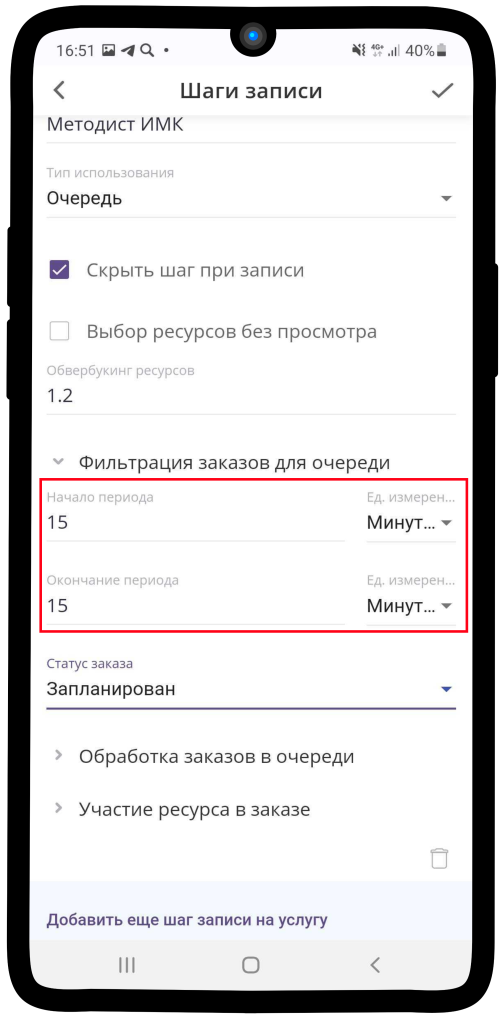 16:51 4G+ 40%
Шаги записи
Методист ИМК
Тип использования
Очередь
Скрыть шаг при записи
Выбор ресурсов без просмотра
Обвербукинг ресурсов
1.2
Фильтрация заказов для очереди
Начало периода Ед. измерен...
15 Минут...
Окончание периода Ед. измерен...
15 Минут...
Статус заказа
Запланирован
Обработка заказов в очереди
Участие ресурса в заказе
Добавить еще шаг записи на услугу